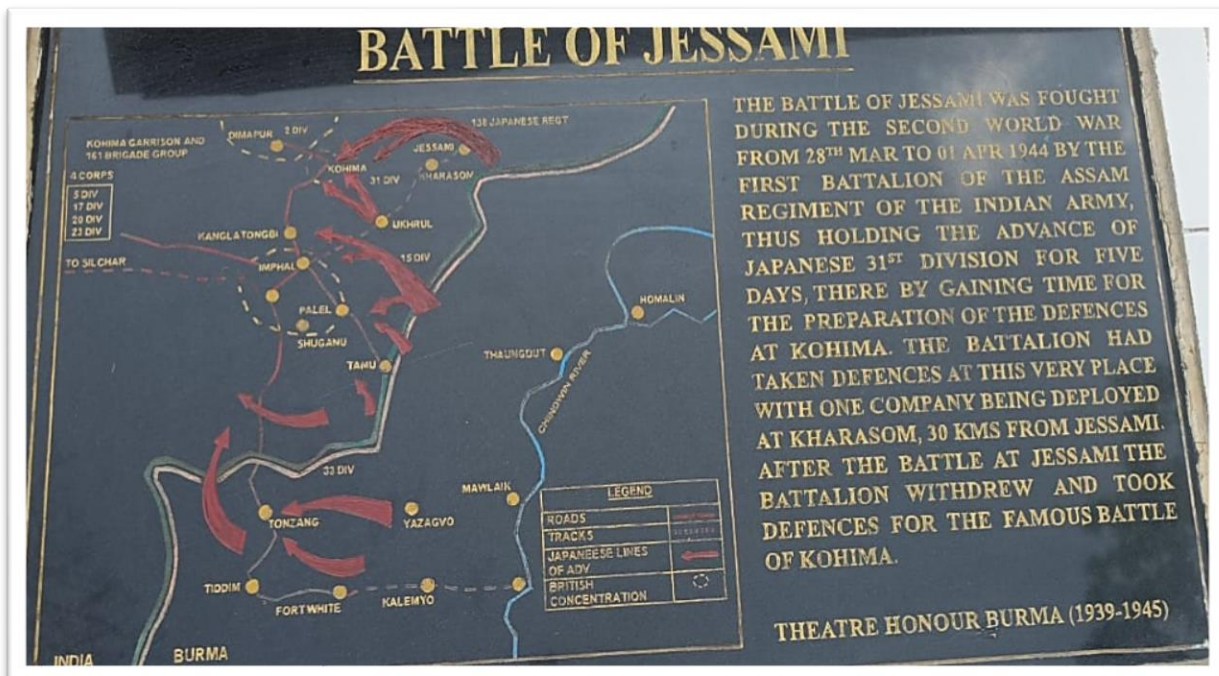 BATTLE OF JESSAMI
KOHIMA GARRISON AND
161 BRIGADE GROUP
4 CORPS
5 DIV
17 DIV
20 DIV
23 DIV
DIMAPUR
2 DIV
138 JAPANESE REGT
JESSAMI
KOHIMA
KHARASOM
31 DIV
UKHRUL
KANGLATONGBI
15 DIV
TO SILCHAR
IMPHAL
PALEL
SHUGANU
HOMALIN
TAMU
THAUNGDUT
CHINDWIN RIVER
33 DIV
MAWLAIK
TONZANG
YAZAGYO
TIDDIM
FORT WHITE
KALEMYO
INDIA
BURMA
LEGEND
ROADS
TRACKS
JAPANEESE LINES
OF ADV
BRITISH
CONCENTRATION
THE BATTLE OF JESSAMI WAS FOUGHT
DURING THE SECOND WORLD WAR
FROM 28TH MAR TO 01 APR 1944 BY THE
FIRST BATTALION OF THE ASSAM
REGIMENT OF THE INDIAN ARMY,
THUS HOLDING THE ADVANCE OF
JAPANESE 31ST DIVISION FOR FIVE
DAYS, THERE BY GAINING TIME FOR
THE PREPARATION OF THE DEFENCES
AT KOHIMA. THE BATTALION HAD
TAKEN DEFENCES AT THIS VERY PLACE
WITH ONE COMPANY BEING DEPLOYED
AT KHARASOM, 30 KMS FROM JESSAMI.
AFTER THE BATTLE AT JESSAMI THE
BATTALION WITHDREW AND TOOK
DEFENCES FOR THE FAMOUS BATTLE
OF KOHIMA.
THEATRE HONOUR BURMA (1939-1945)